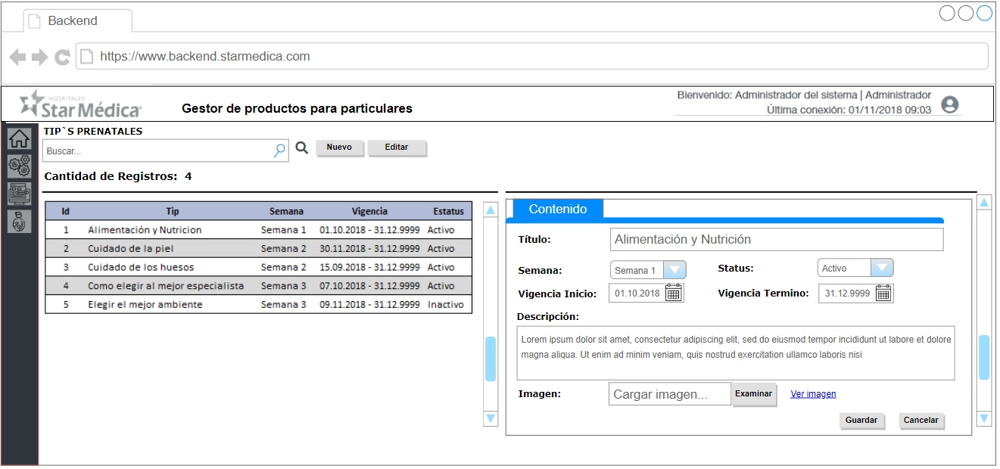 Backend
https://www.backend.starmedica.com
HOSPITALES
Star Médica
Gestor de productos para particulares
Bienvenido: Administrador del sistema | Administrador
Última conexión: 01/11/2018 09:03
TIP`S PRENATALES
Buscar...
Nuevo
Editar
Cantidad de Registros: 4
Id Tip Semana Vigencia Estatus
1 Alimentación y Nutricion Semana 1 01.10.2018 - 31.12.9999 Activo
2 Cuidado de la piel Semana 2 30.11.2018 - 31.12.9999 Activo
3 Cuidado de los huesos Semana 2 15.09.2018 - 31.12.9999 Activo
4 Como elegir al mejor especialista Semana 3 07.10.2018 - 31.12.9999 Activo
5 Elegir el mejor ambiente Semana 3 09.11.2018 - 31.12.9999 Inactivo
Contenido
Título: Alimentación y Nutrición
Semana: Semana 1 Status: Activo
Vigencia Inicio: 01.10.2018 Vigencia Termino: 31.12.9999
Descripción:
Lorem ipsum dolor sit amet, consectetur adipiscing elit, sed do eiusmod tempor incididunt ut labore et dolore
magna aliqua. Ut enim ad minim veniam, quis nostrud exercitation ullamco laboris nisi
Imagen: Cargar imagen... Examinar Ver imagen
Guardar Cancelar